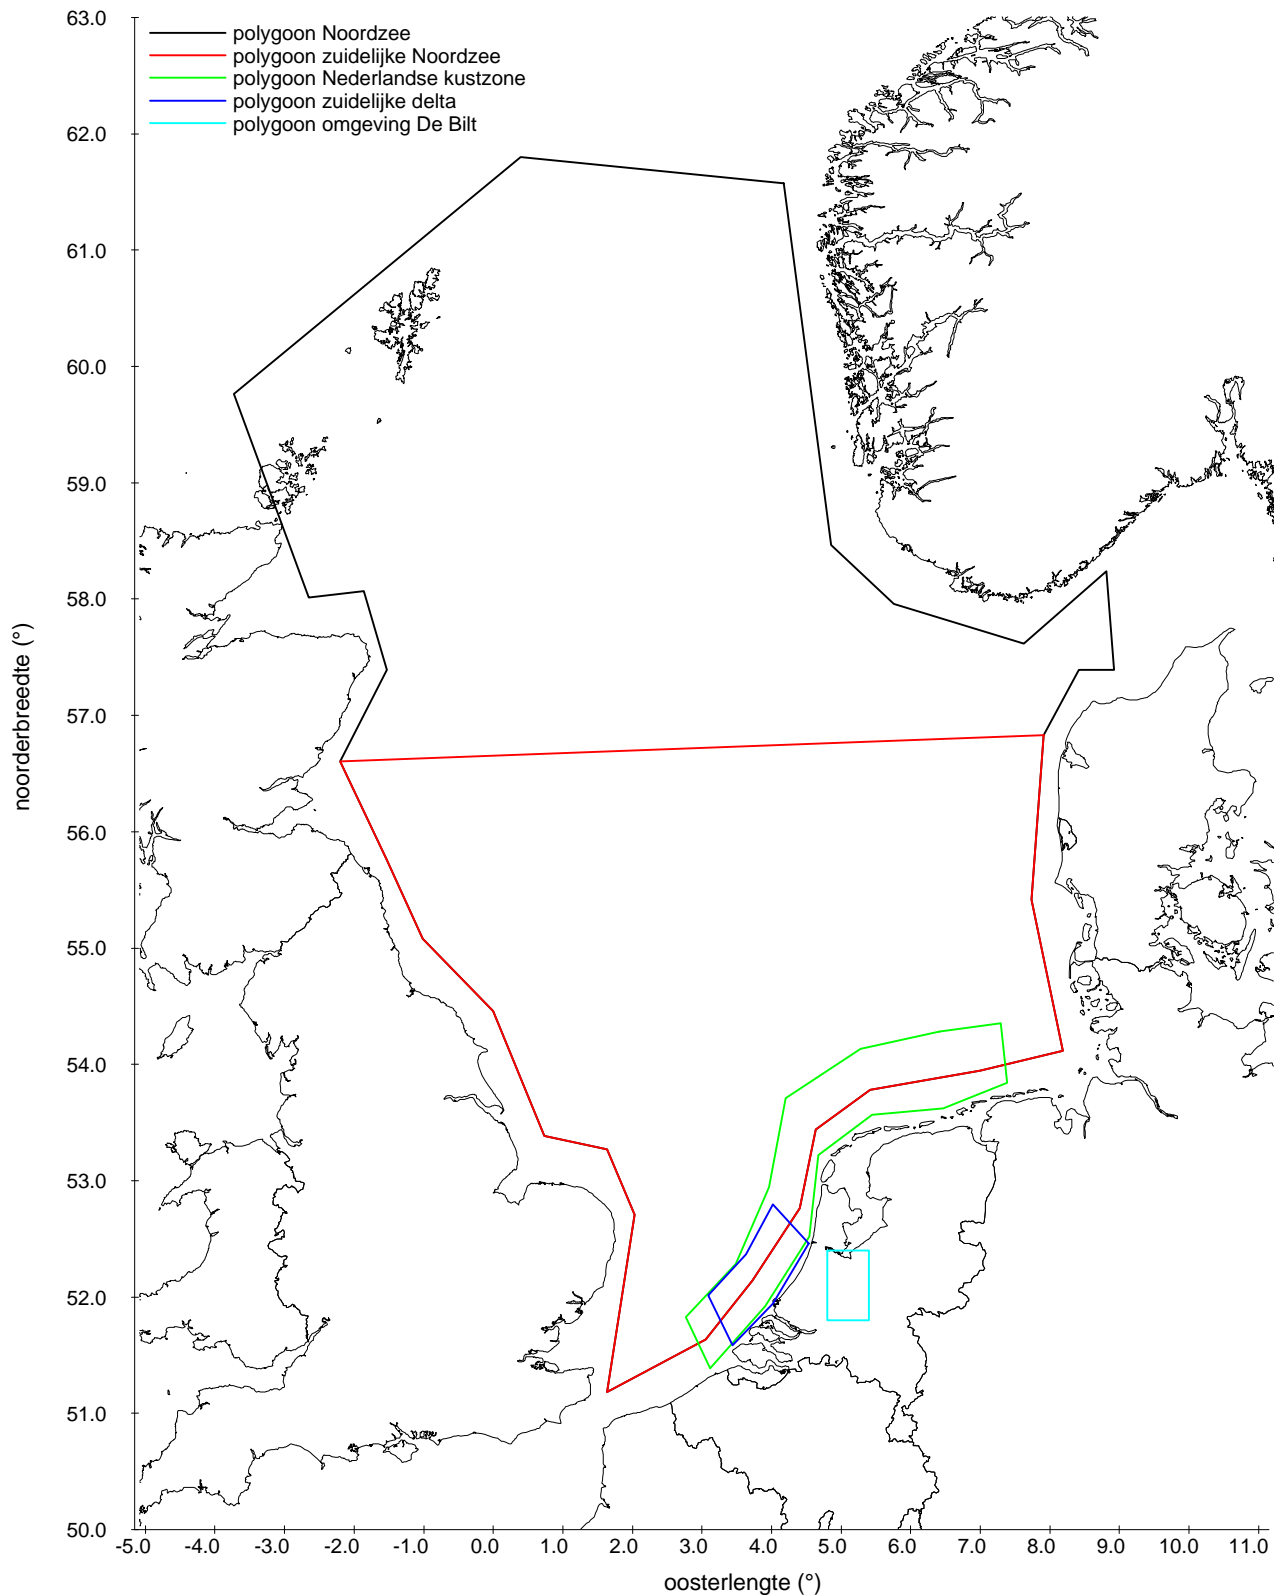 polygoon Noordzee
polygoon zuidelijke Noordzee
polygoon Nederlandse kustzone
polygoon zuidelijke delta
polygoon omgeving De Bilt
63.0
62.0
61.0
60.0
59.0
58.0
57.0
56.0
55.0
54.0
53.0
52.0
51.0
50.0
noorderbreedte (°)
-5.0 -4.0 -3.0 -2.0 -1.0 0.0 1.0 2.0 3.0 4.0 5.0 6.0 7.0 8.0 9.0 10.0 11.0
oosterlengte (°)